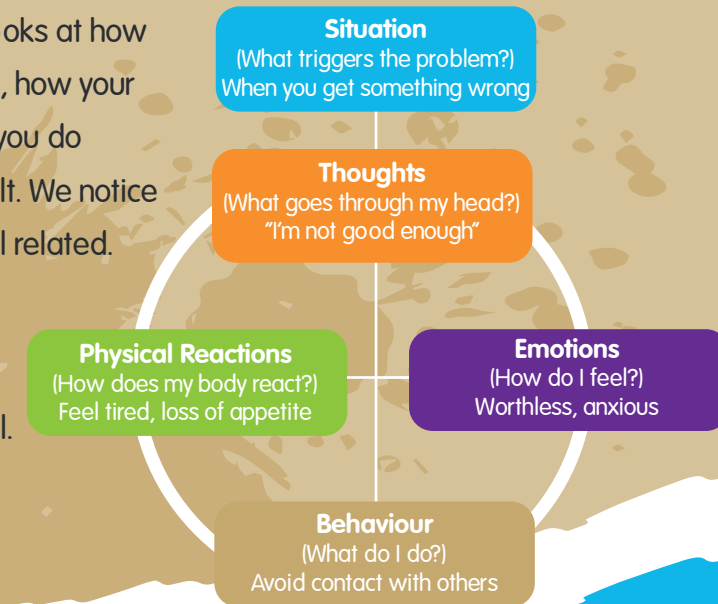 ooks at how
, how your
you do
lt. We notice
l related.
l.
Situation
(What triggers the problem?)
When you get something wrong
Thoughts
(What goes through my head?)
"I'm not good enough"
Physical Reactions
(How does my body react?)
Feel tired, loss of appetite
Emotions
(How do I feel?)
Worthless, anxious
Behaviour
(What do I do?)
Avoid contact with others